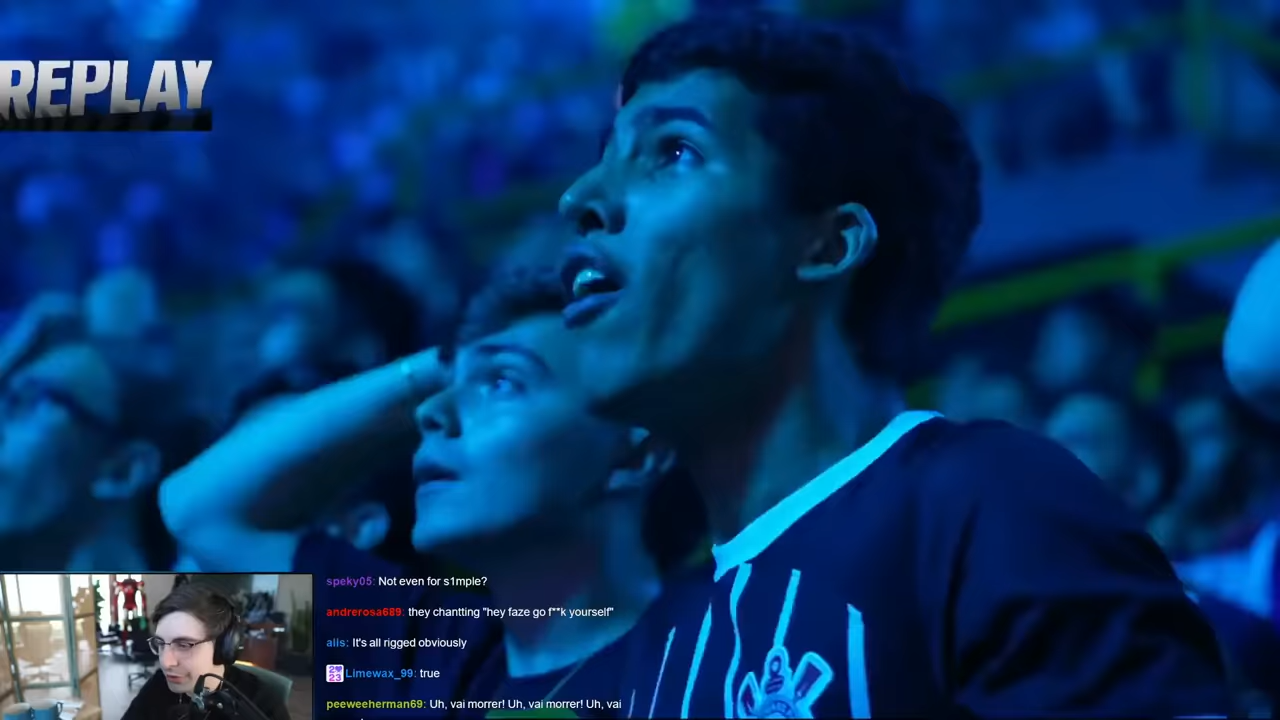 REPLAY
speky05: Not even for s1mple?
andrerosa689: they chantting "hey faze go f**k yourself"
alis: It's all rigged obviously
Limewax_99: true
peeweeherman69: Uh, vai morrer! Uh, vai morrer! Uh, vai